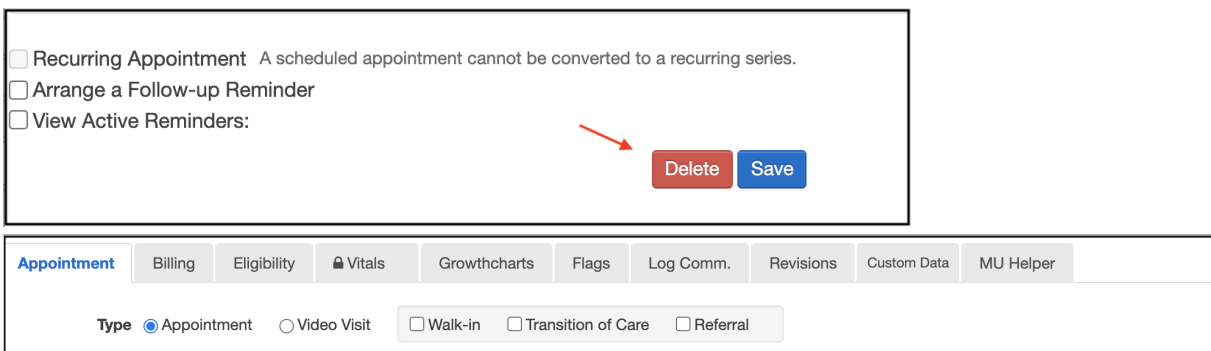 Recurring Appointment A scheduled appointment cannot be converted to a recurring series.
Arrange a Follow-up Reminder
View Active Reminders:
Delete Save
Appointment Billing Eligibility Vitals Growthcharts Flags Log Comm. Revisions Custom Data MU Helper
Type Appointment Video Visit Walk-in Transition of Care Referral